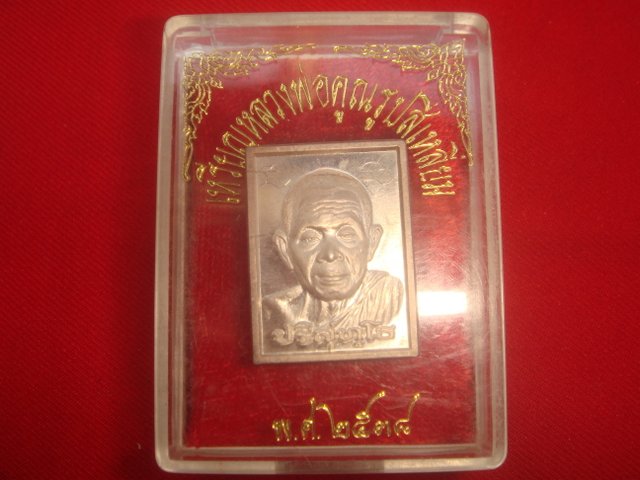 เหรียญหลวงพ่อคูณรูปสี่เหลี่ยม
ปริสุทฺโธ
พ.ศ.๒๕๓๘